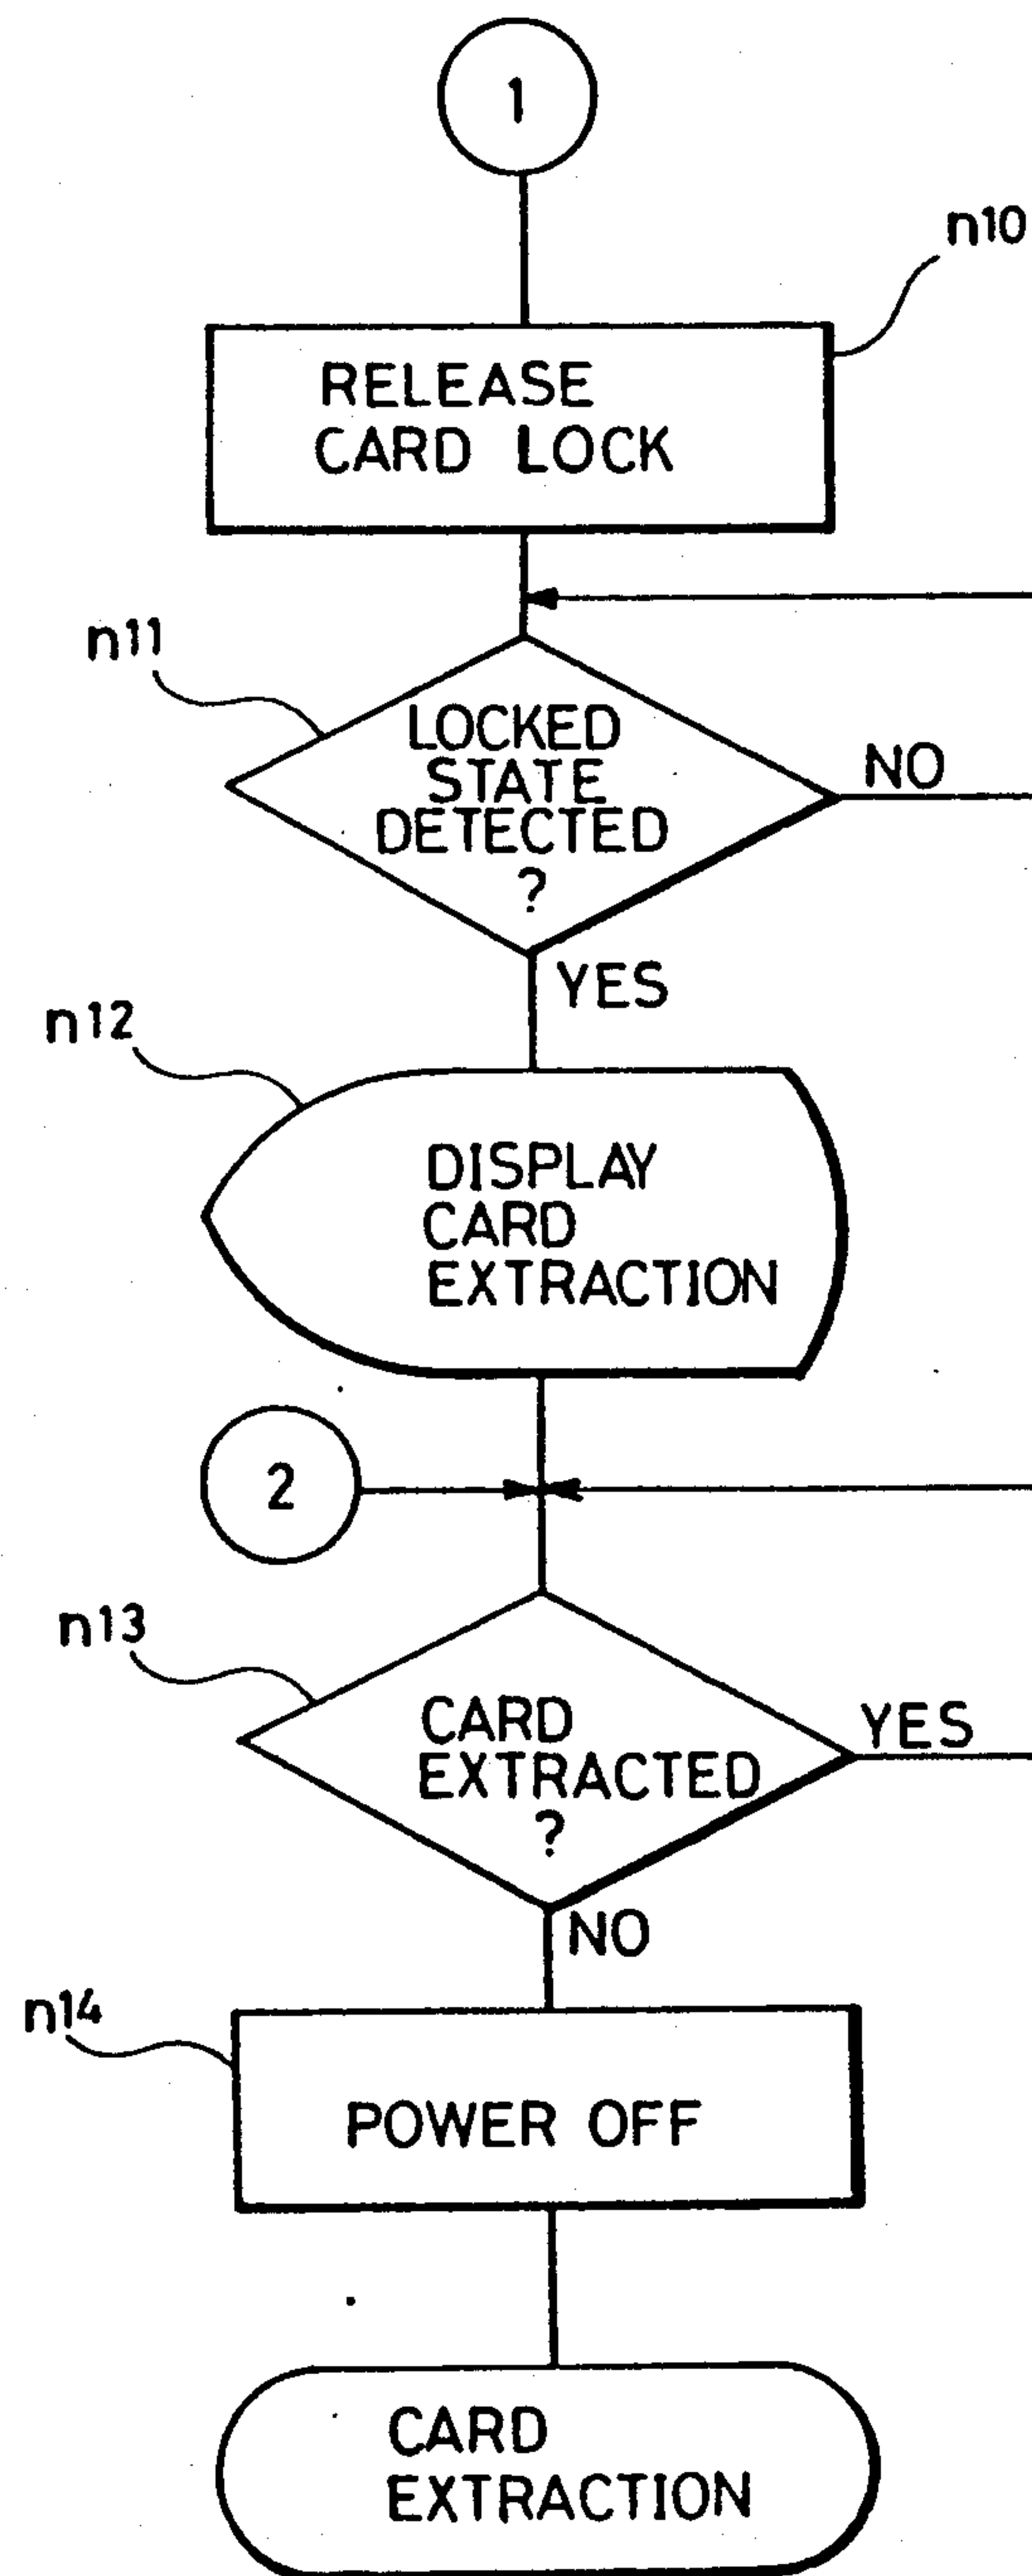 1
n10
RELEASE
CARD LOCK
n11
LOCKED
STATE
DETECTED
?
NO
YES
n12
DISPLAY
CARD
EXTRACTION
2
n13
CARD
EXTRACTED
?
YES
NO
n14
POWER OFF
CARD
EXTRACTION